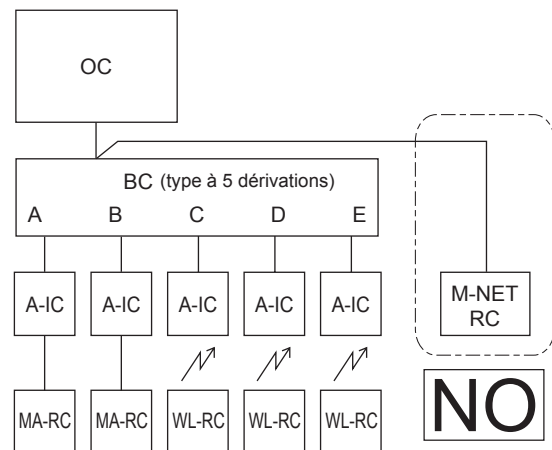 OC
BC (type à 5 dérivations)
A B C D E
A-IC A-IC A-IC A-IC A-IC
M-NET
RC
MA-RC MA-RC WL-RC WL-RC WL-RC
NO